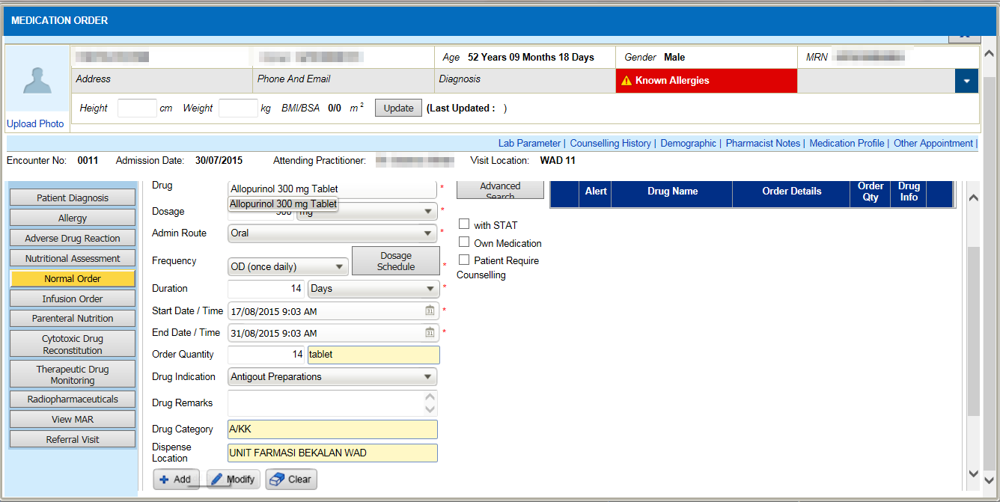 MEDICATION ORDER
Age 52 Years 09 Months 18 Days Gender Male MRN
Address Phone And Email Diagnosis Known Allergies
Height cm Weight kg BMI/BSA 0/0 m 2 Update (Last Updated : )
Upload Photo
Lab Parameter | Counselling History | Demographic | Pharmacist Notes | Medication Profile | Other Appointment |
Encounter No: 0011 Admission Date: 30/07/2015 Attending Practitioner: Visit Location: WAD 11
Patient Diagnosis
Allergy
Adverse Drug Reaction
Nutritional Assessment
Normal Order
Infusion Order
Parenteral Nutrition
Cytotoxic Drug
Reconstitution
Therapeutic Drug
Monitoring
Radiopharmaceuticals
View MAR
Referral Visit
Drug Allopurinol 300 mg Tablet *
Allopurinol 300 mg Tablet
Dosage 300 mg *
Admin Route Oral *
Frequency OD (once daily) Dosage
Schedule *
Duration 14 Days *
Start Date / Time 17/08/2015 9:03 AM *
End Date / Time 31/08/2015 9:03 AM *
Order Quantity 14 tablet
Drug Indication Antigout Preparations
Drug Remarks
Drug Category A/KK
Dispense
Location UNIT FARMASI BEKALAN WAD
Add Modify Clear
Advanced
Search
with STAT
Own Medication
Patient Require
Counselling
Alert Drug Name Order Details Order
Qty Drug
Info